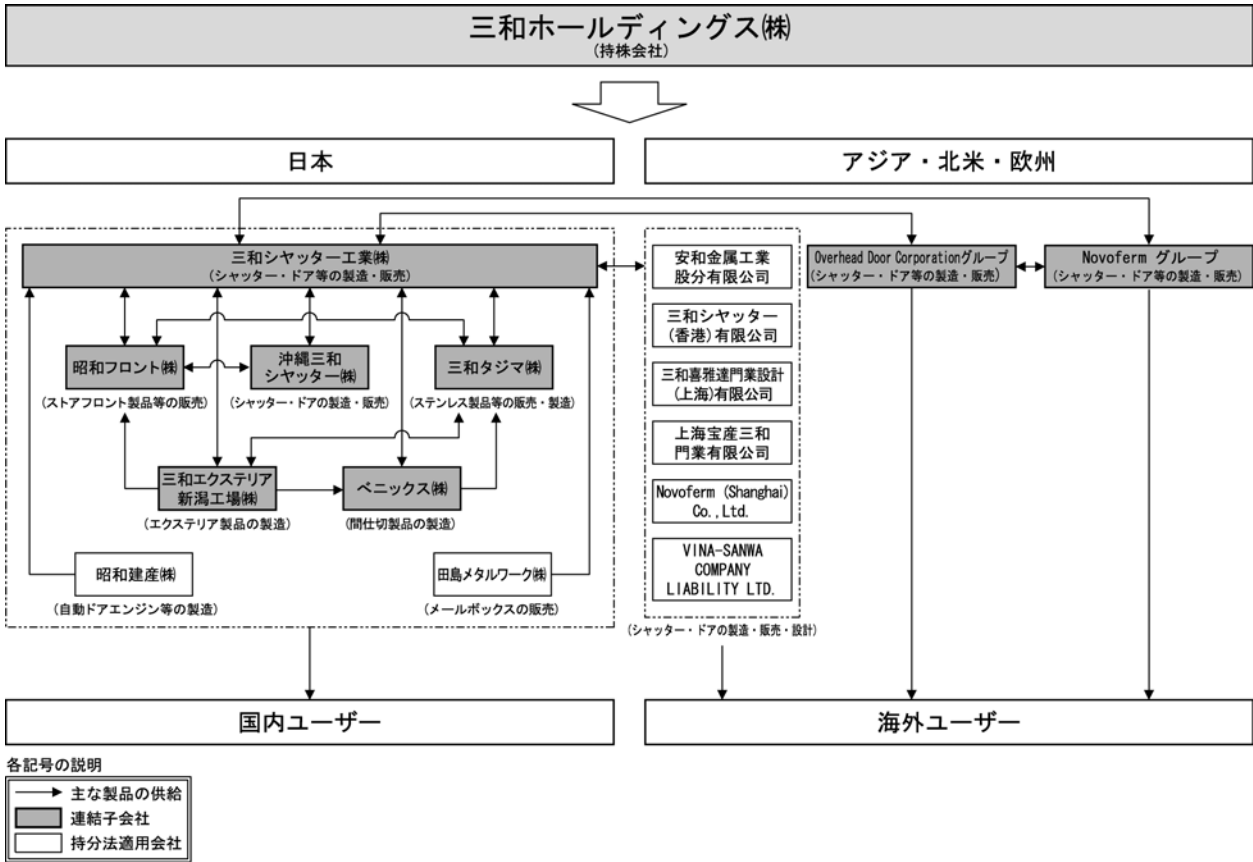 三和ホールディングス㈱
(持株会社)
日本
アジア・北米・欧州
三和シヤッター工業㈱
(シャッター・ドア等の製造・販売)
安和金属工業
股分有限公司
Overhead Door Corporationグループ
(シャッター・ドア等の製造・販売)
Novoferm グループ
(シャッター・ドア等の製造・販売)
三和シヤッター
(香港)有限公司
昭和フロント㈱
(ストアフロント製品等の販売)
沖縄三和
シヤッター㈱
(シャッター・ドアの製造・販売)
三和タジマ㈱
(ステンレス製品等の販売・製造)
三和喜雅達門業設計
(上海)有限公司
上海宝産三和
門業有限公司
三和エクステリア
新潟工場㈱
(エクステリア製品の製造)
ベニックス㈱
(間仕切製品の製造)
Novoferm (Shanghai)
Co.,Ltd.
昭和建産㈱
(自動ドアエンジン等の製造)
田島メタルワーク㈱
(メールボックスの販売)
VINA-SANWA
COMPANY
LIABILITY LTD.
(シャッター・ドアの製造・販売・設計)
国内ユーザー
海外ユーザー
各記号の説明
主な製品の供給
連結子会社
持分法適用会社